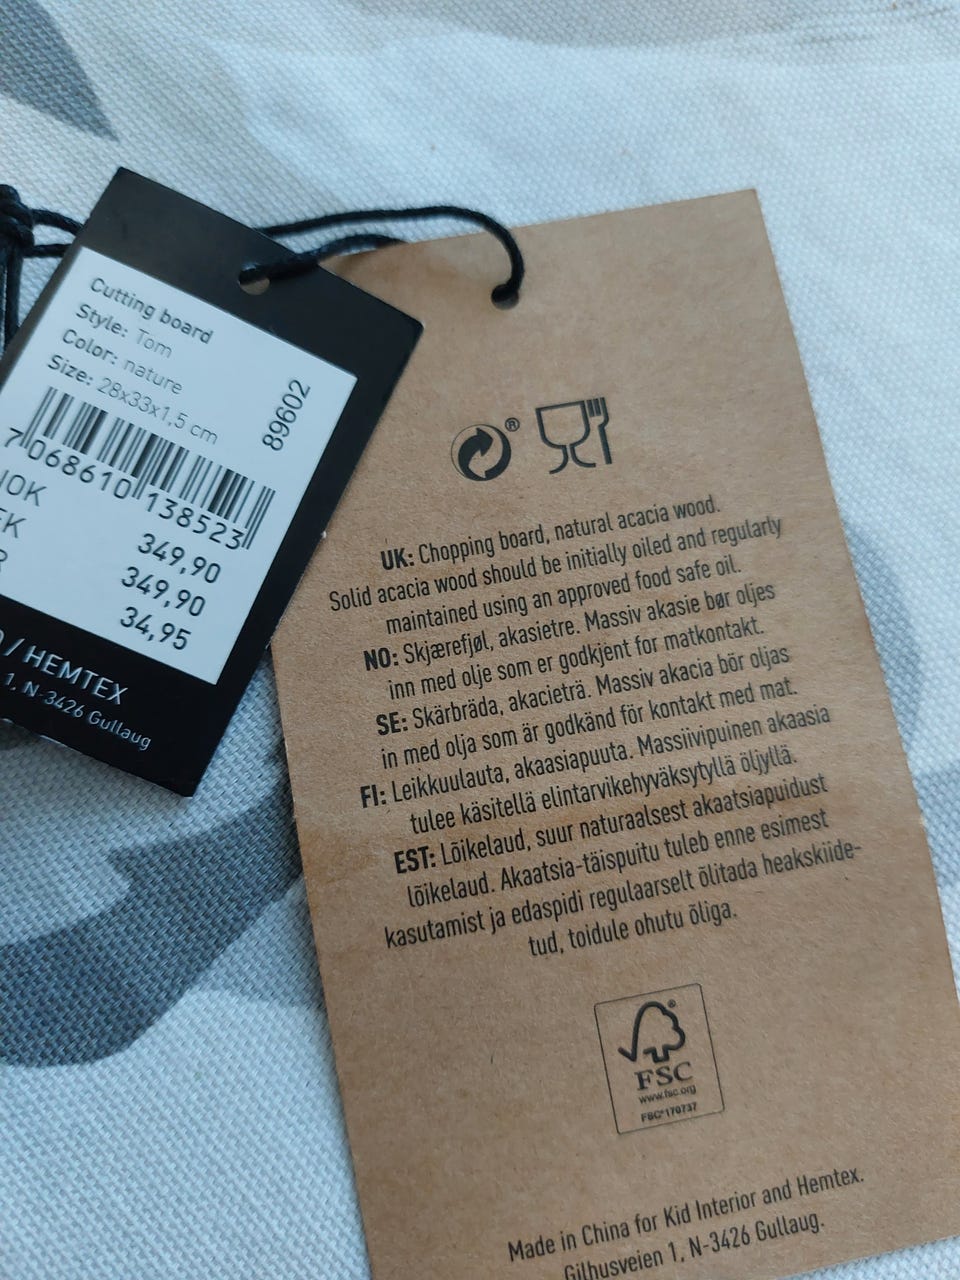 Cutting board
Style: Tom
Color: nature
Size: 28x33x1,5 cm
89602
7 068610 138523
349,90
349,90
34,95
/ HEMTEX
1, N-3426 Gullaug
®
UK: Chopping board, natural acacia wood.
Solid acacia wood should be initially oiled and regularly
maintained using an approved food safe oil.
NO: Skjærefjøl, akasietre. Massiv akasie bør oljes
inn med olje som er godkjent for matkontakt.
SE: Skärbräda, akacieträ. Massiv akacia bör oljas
in med olja som är godkänd för kontakt med mat.
FI: Leikkuulauta, akaasiapuuta. Massiivipuinen akaasia
tulee käsitellä elintarvikehyväksytyllä öljyllä.
EST: Lõikelaud, suur naturaalsest akaatsiapuidust
lõikelaud. Akaatsia-täispuitu tuleb enne esimest
kasutamist ja edaspidi regulaarselt õlitada heakskiide-
tud, toidule ohutu õliga.
®
FSC
www.fsc.org
FSC® 170737
Made in China for Kid Interior and Hemtex.
Gilhusveien 1, N-3426 Gullaug.